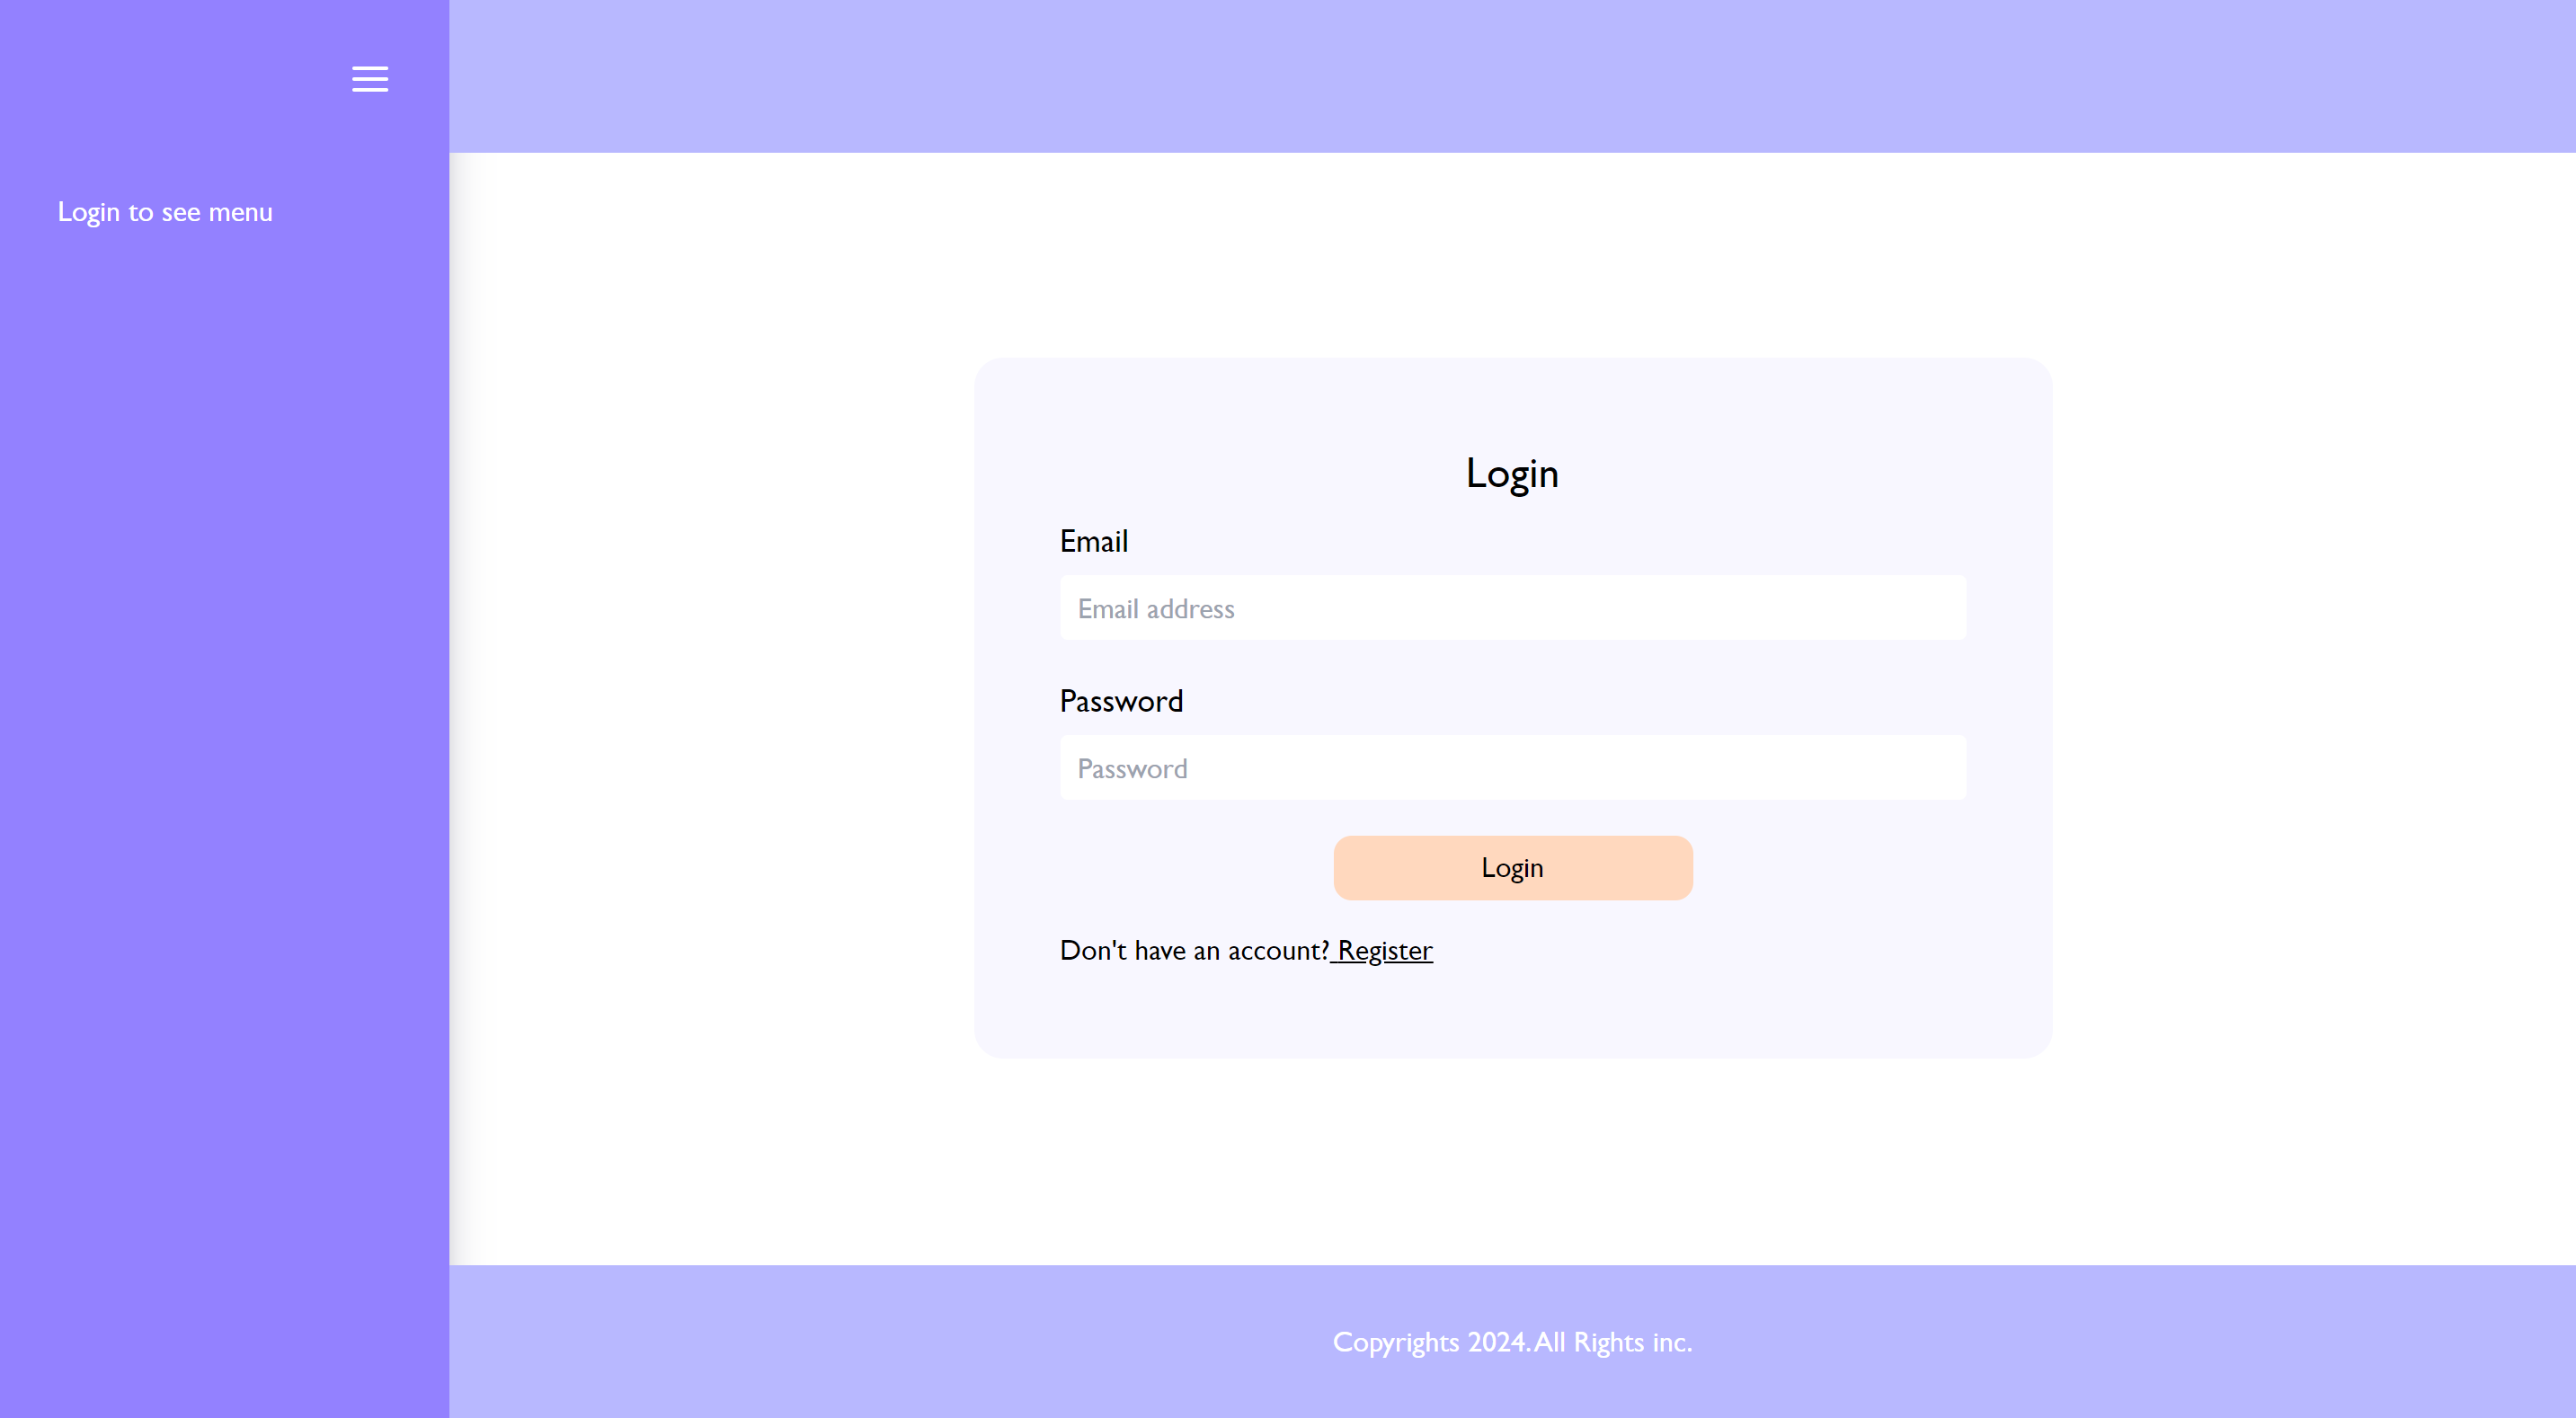 Login to see menu
Login
Email
Email address
Password
Password
Login
Don't have an account? Register
Copyrights 2024. All Rights inc.